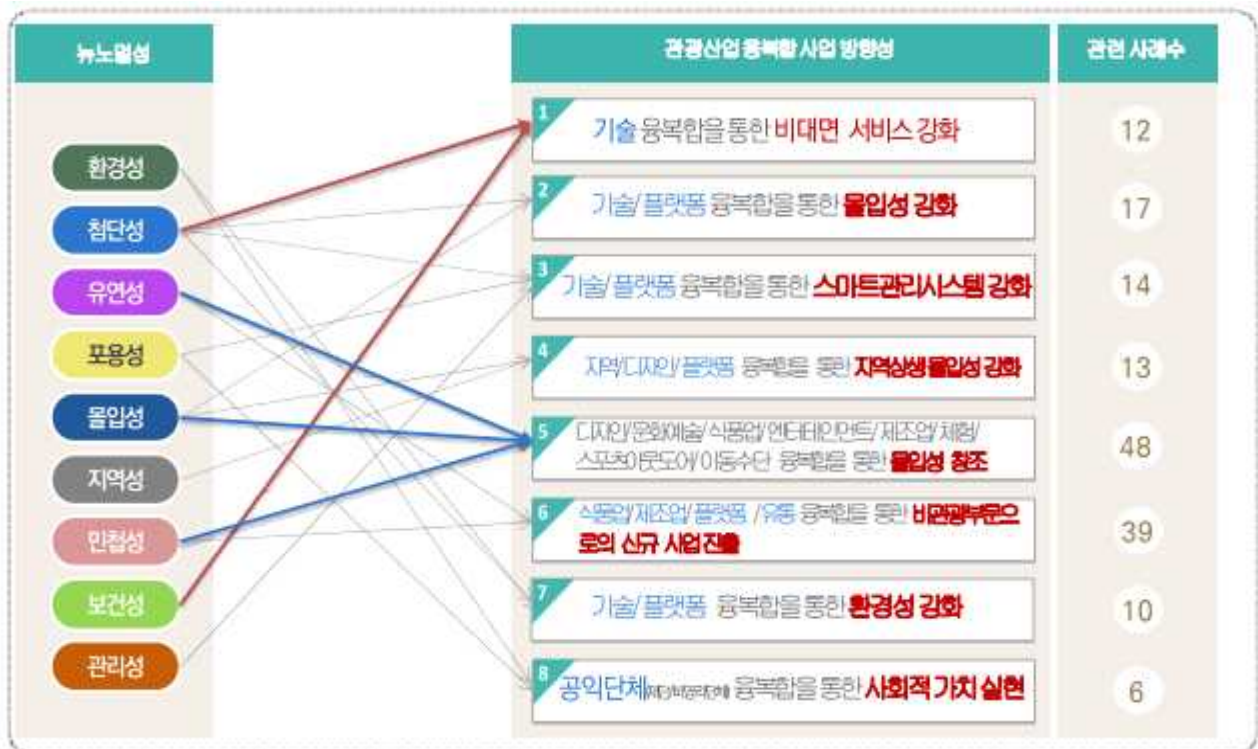 뉴노멀성
관광산업 융복합 사업 방향성
관련 사례수
환경성
첨단성
유연성
포용성
몰입성
지역성
민첩성
보건성
관리성
1
기술 융복합을 통한 비대면 서비스 강화
12
2
기술/플랫폼 융복합을 통한 몰입성 강화
17
3
기술/플랫폼 융복합을 통한 스마트관리시스템 강화
14
4
지역/디자인/플랫폼 융복합을 통한 지역상생 몰입성 강화
13
5
디자인/문화예술/식품업/엔터테인먼트/제조업/체험/
스포츠아웃도어/이동수단 융복합을 통한 몰입성 창조
48
6
식품업/제조업/플랫폼 /유통 융복합을 통한 비관광부문으
로의 신규 사업 진출
39
7
기술/플랫폼 융복합을 통한 환경성 강화
10
8
공익단체 융복합을 통한 사회적 가치 실현
6